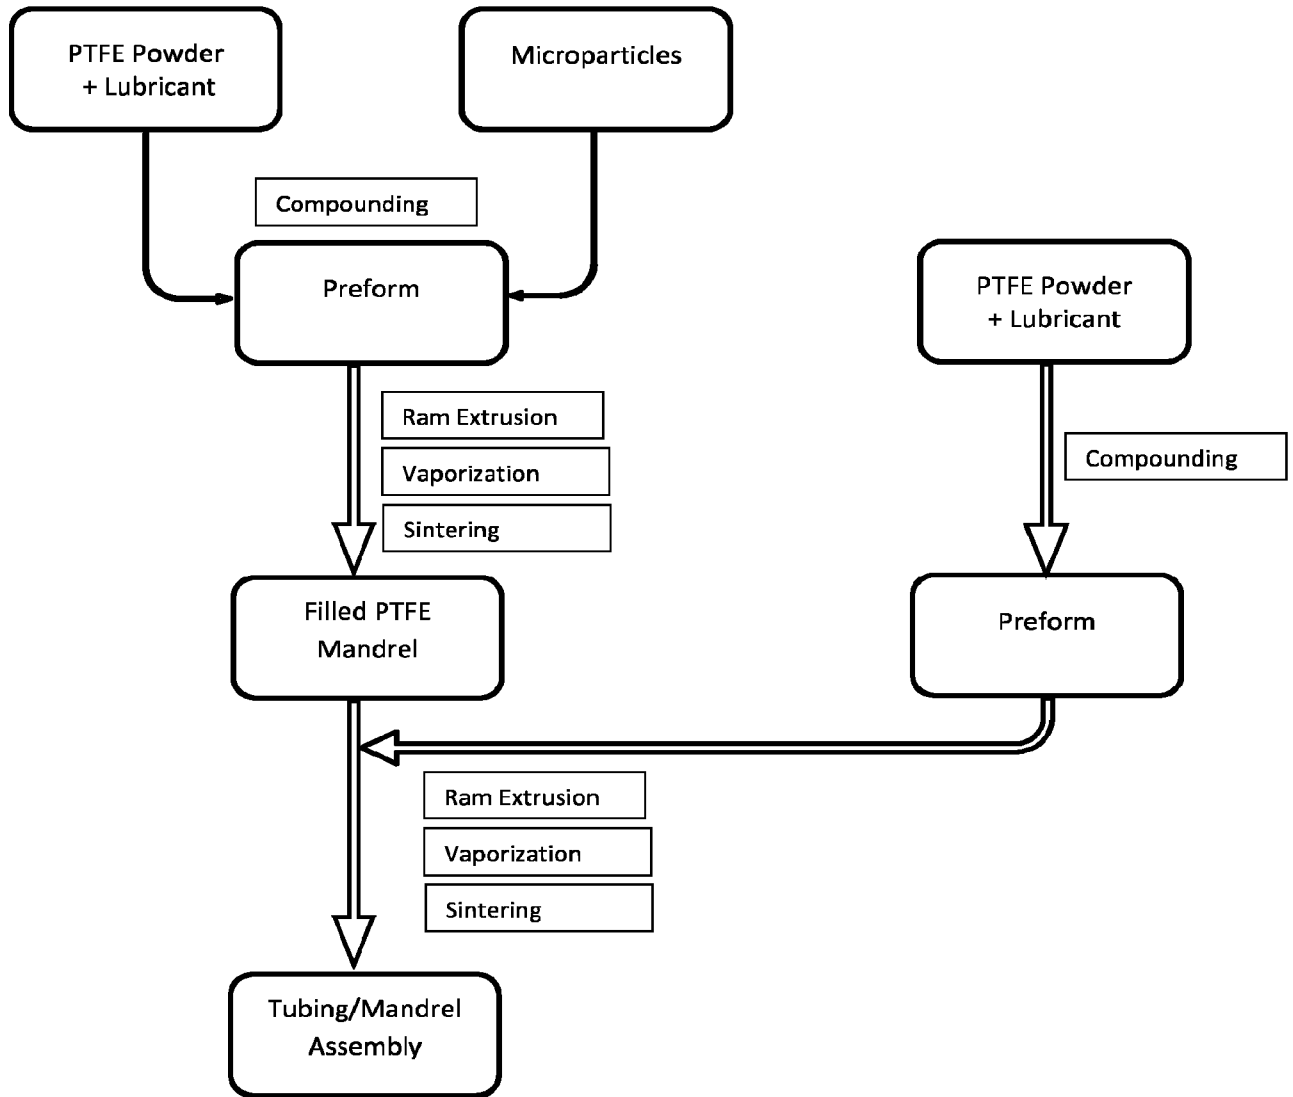 PTFE Powder
+ Lubricant
Microparticles
Compounding
Preform
PTFE Powder
+ Lubricant
Ram Extrusion
Vaporization
Sintering
Compounding
Filled PTFE
Mandrel
Preform
Ram Extrusion
Vaporization
Sintering
Tubing/Mandrel
Assembly